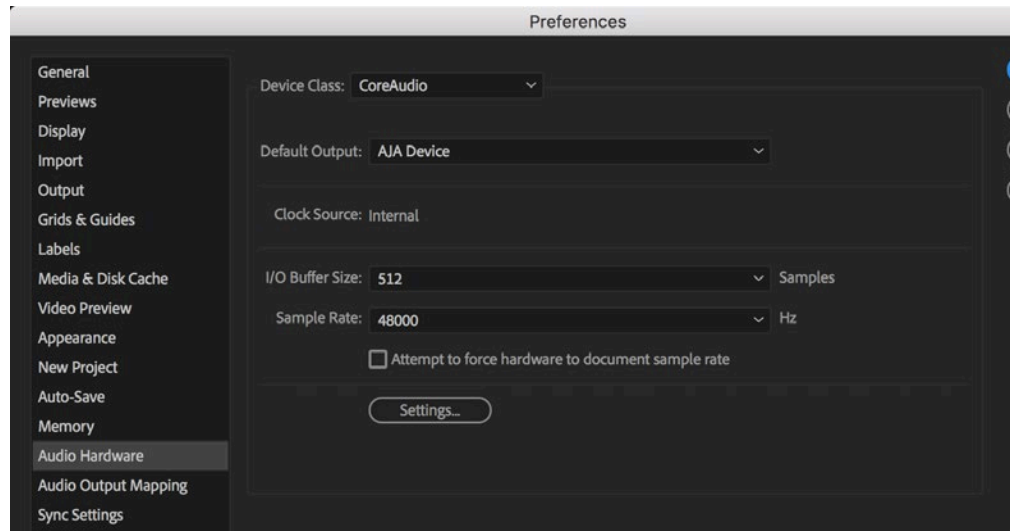 Preferences
General
Previews
Display
Import
Output
Grids & Guides
Labels
Media & Disk Cache
Video Preview
Appearance
New Project
Auto-Save
Memory
Audio Hardware
Audio Output Mapping
Sync Settings
Device Class: CoreAudio
Default Output: AJA Device
Clock Source: Internal
I/O Buffer Size: 512 Samples
Sample Rate: 48000 Hz
Attempt to force hardware to document sample rate
Settings...